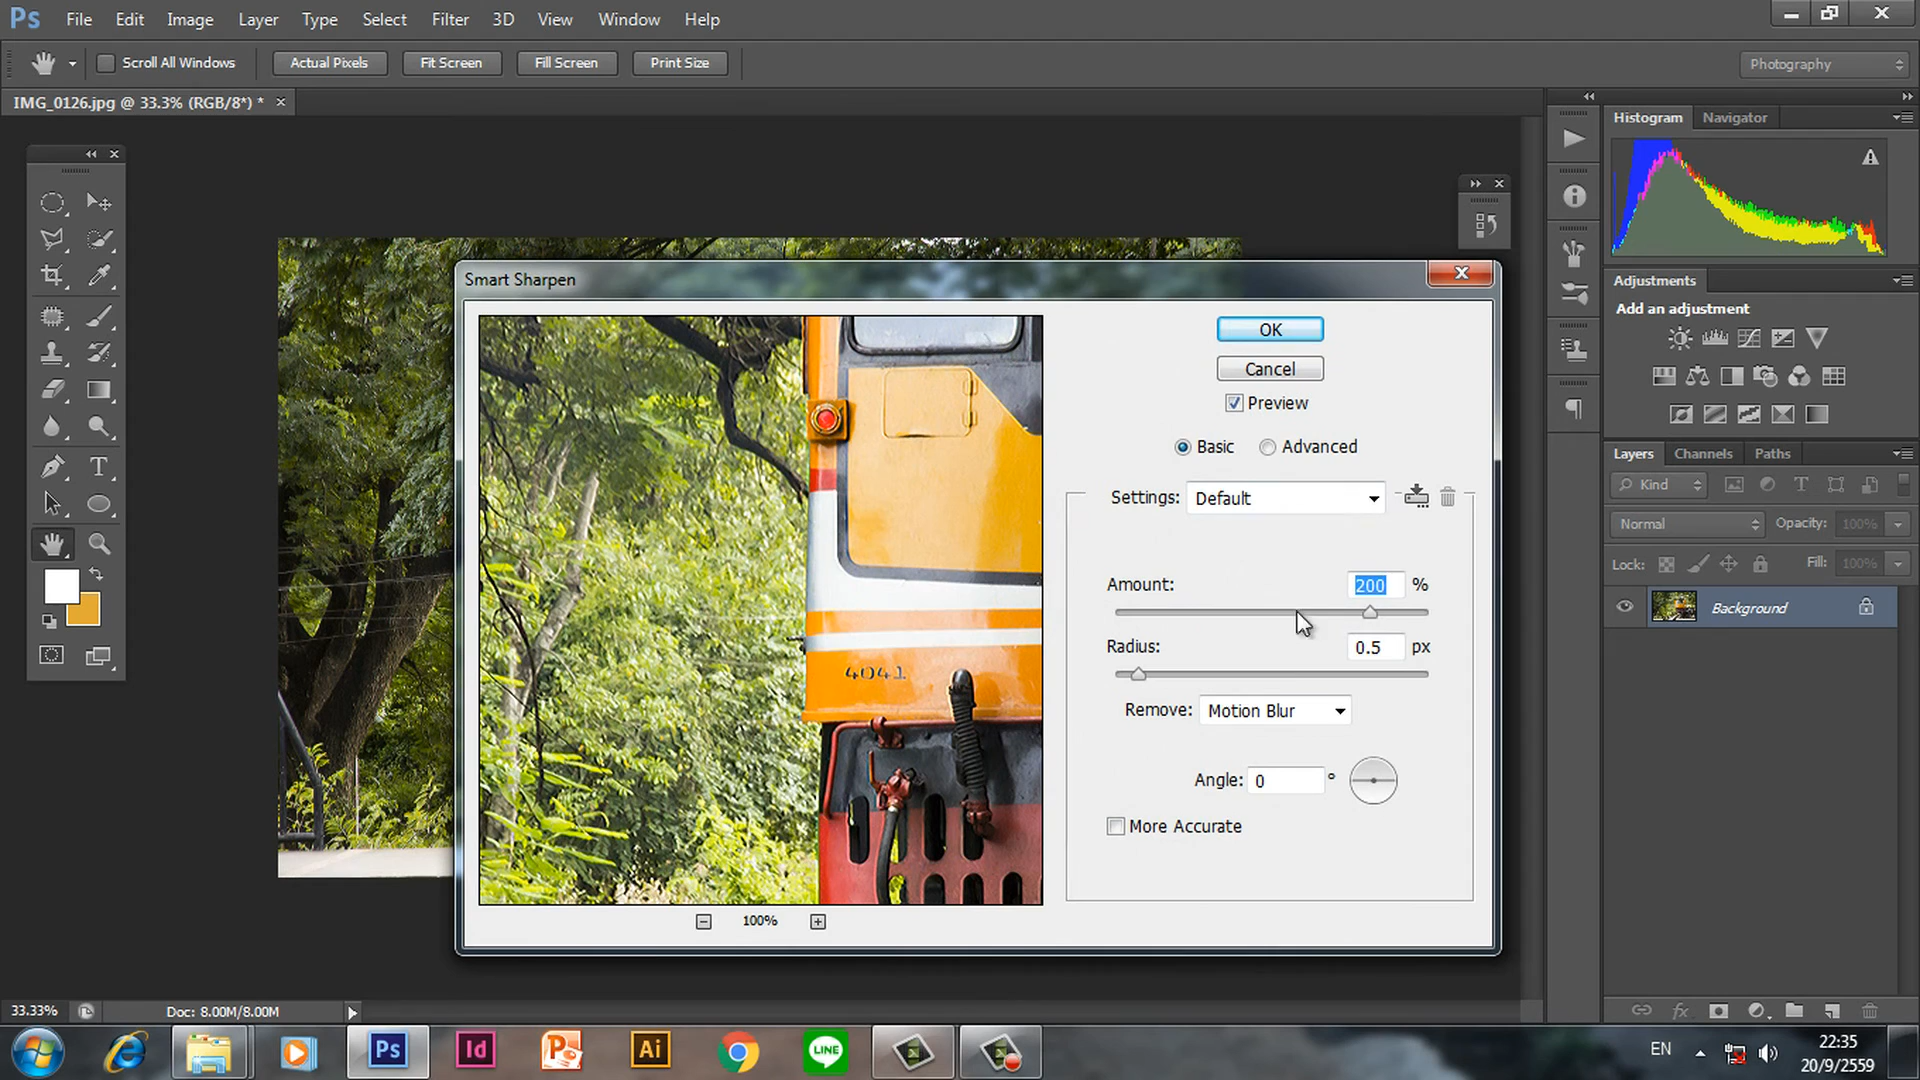 Ps File Edit Image Layer Type Select Filter 3D View Window Help
Scroll All Windows Actual Pixels Fit Screen Fill Screen Print Size Photography
IMG_0126.jpg @ 33.3% (RGB/8*) *
Histogram Navigator
Adjustments
Add an adjustment
Smart Sharpen
OK
Cancel
Preview
Basic Advanced
Settings: Default
Amount: 200 %
Radius: 0.5 px
Remove: Motion Blur
Angle: 0 °
More Accurate
4041
100%
Layers Channels Paths
Kind
Normal Opacity: 100%
Lock: Fill: 100%
Background
33.33% Doc: 8.00M/8.00M
Ps Id Ai LINE
EN
22:35
20/9/2559